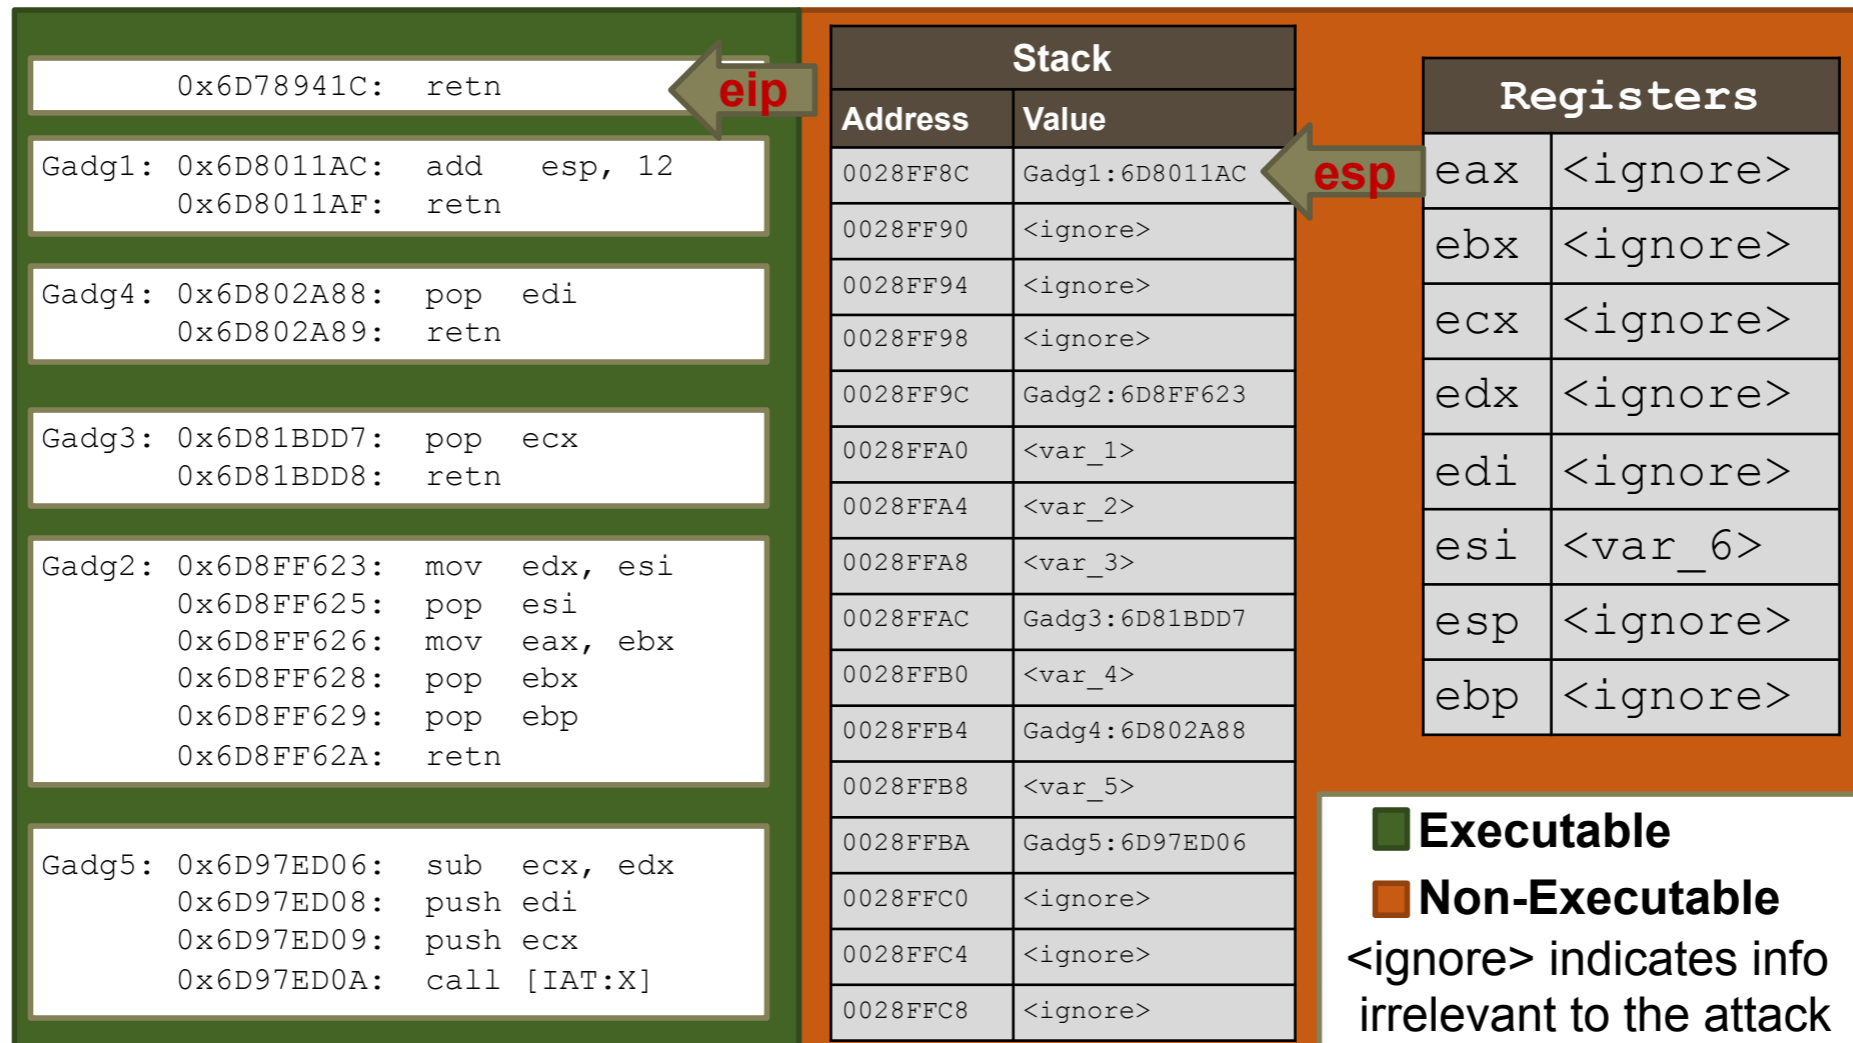 0x6D78941C: retn
eip
Gadg1: 0x6D8011AC: add esp, 12
0x6D8011AF: retn
Gadg4: 0x6D802A88: pop edi
0x6D802A89: retn
Gadg3: 0x6D81BDD7: pop ecx
0x6D81BDD8: retn
Gadg2: 0x6D8FF623: mov edx, esi
0x6D8FF625: pop esi
0x6D8FF626: mov eax, ebx
0x6D8FF628: pop ebx
0x6D8FF629: pop ebp
0x6D8FF62A: retn
Gadg5: 0x6D97ED06: sub ecx, edx
0x6D97ED08: push edi
0x6D97ED09: push ecx
0x6D97ED0A: call [IAT:X]
Stack
Address Value
0028FF8C Gadg1:6D8011AC
0028FF90 <ignore>
0028FF94 <ignore>
0028FF98 <ignore>
0028FF9C Gadg2:6D8FF623
0028FFA0 <var_1>
0028FFA4 <var_2>
0028FFA8 <var_3>
0028FFAC Gadg3:6D81BDD7
0028FFB0 <var_4>
0028FFB4 Gadg4:6D802A88
0028FFB8 <var_5>
0028FFBA Gadg5:6D97ED06
0028FFC0 <ignore>
0028FFC4 <ignore>
0028FFC8 <ignore>
esp
Registers
eax <ignore>
ebx <ignore>
ecx <ignore>
edx <ignore>
edi <ignore>
esi <var_6>
esp <ignore>
ebp <ignore>
Executable
Non-Executable
<ignore> indicates info
irrelevant to the attack